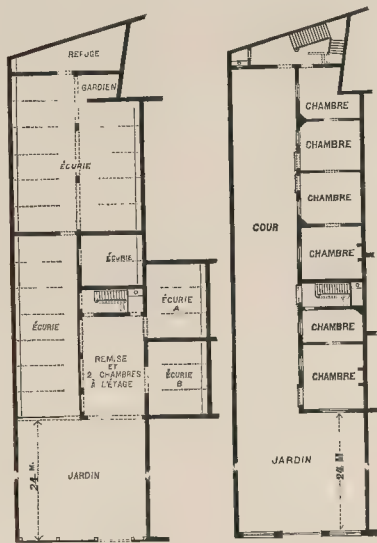 REFUGE
GARDIEN
ÉCURIE
ÉCURIE
ÉCURIE
ÉCURIE
A
REMISE
ET
2 CHAMBRES
À L'ÉTAGE
ÉCURIE
B
24 M.
JARDIN
CHAMBRE
CHAMBRE
CHAMBRE
COUR
CHAMBRE
CHAMBRE
CHAMBRE
JARDIN
24 M